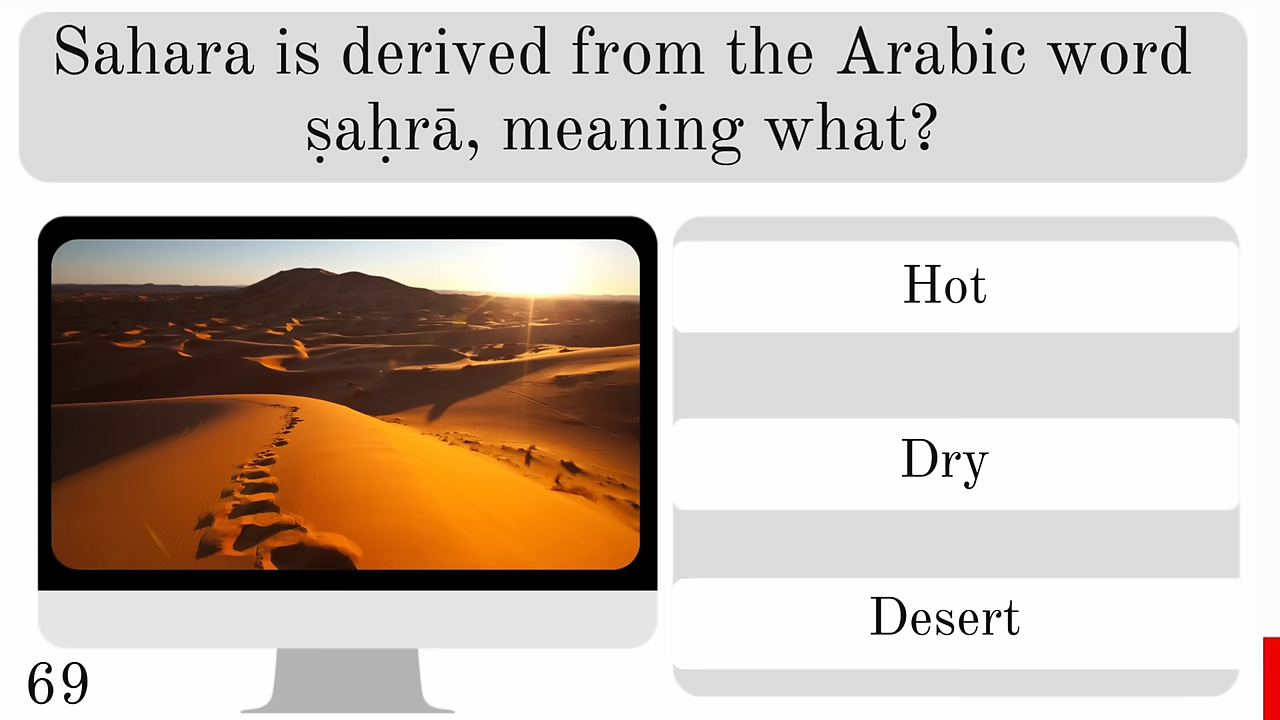 Sahara is derived from the Arabic word
ṣaḥrā, meaning what?
Hot
Dry
Desert
69